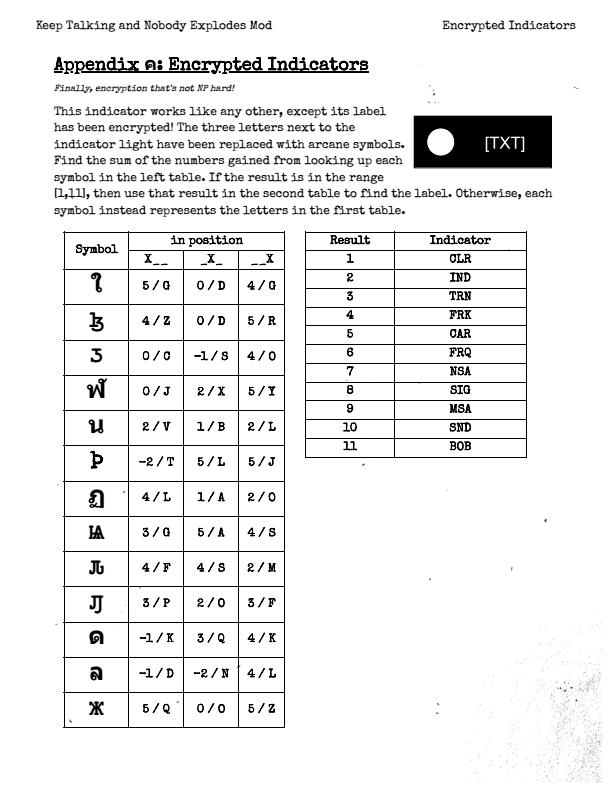 Keep Talking and Nobody Explodes Mod Encrypted Indicators
Appendix ค: Encrypted Indicators
Finally, encryption that's not NP hard!
This indicator works like any other, except its label
has been encrypted! The three letters next to the
indicator light have been replaced with arcane symbols.
Find the sum of the numbers gained from looking up each
symbol in the left table. If the result is in the range
[1,11], then use that result in the second table to find the label. Otherwise, each
symbol instead represents the letters in the first table.
[TXT]
Symbol in position
X__ _X_ __X
ใ 5/G 0/D 4/G
ѯ 4/Z 0/D 5/R
Ʒ 0/C -1/S 4/O
ฬ 0/J 2/X 5/Y
น 2/V 1/B 2/L
Þ -2/T 5/L 5/J
ฏ 4/L 1/A 2/O
Ѩ 3/G 5/A 4/S
Ԡ 4/F 4/S 2/M
Ԓ 3/P 2/O 3/F
ด -1/K 3/Q 4/K
ล -1/D -2/N 4/L
Ж 5/Q 0/O 5/Z
Result Indicator
1 CLR
2 IND
3 TRN
4 FRK
5 CAR
6 FRQ
7 NSA
8 SIG
9 MSA
10 SND
11 BOB